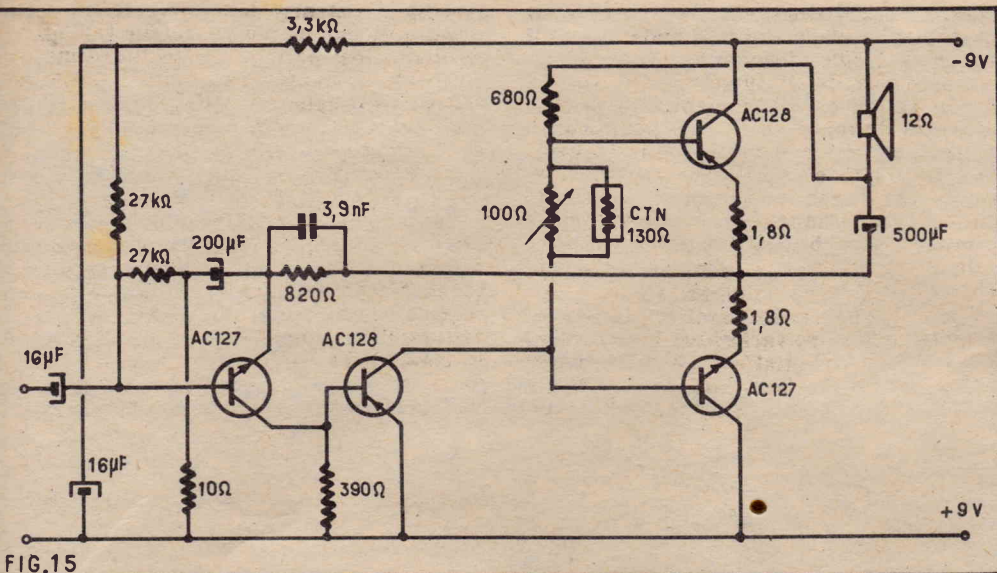 3,3kΩ
-9V
680Ω
AC128
12Ω
27kΩ
3,9nF
100Ω
CTN
130Ω
1,8Ω
500µF
27kΩ
200µF
820Ω
1,8Ω
AC127
AC128
16µF
AC127
16µF
10Ω
390Ω
+9V
FIG.15